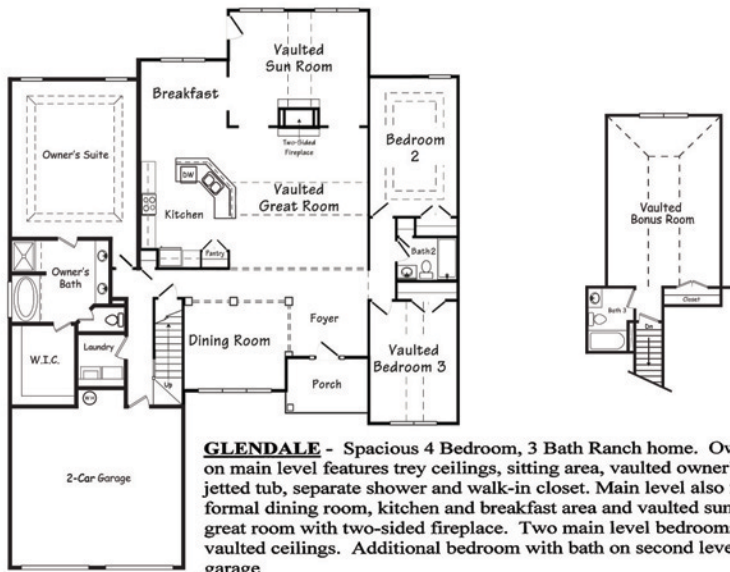 Vaulted
Sun Room
Breakfast
Two-Sided
Fireplace
Owner's Suite
Bedroom
2
DW
Vaulted
Great Room
Kitchen
Pantry
Owner's
Bath
Bath2
Foyer
Dining Room
Laundry
W.I.C.
Up
Porch
Vaulted
Bedroom 3
WH
2-Car Garage
Vaulted
Bonus Room
Closet
Bath 3
Dn
GLENDALE - Spacious 4 Bedroom, 3 Bath Ranch home. Ow
on main level features trey ceilings, sitting area, vaulted owner
jetted tub, separate shower and walk-in closet. Main level also
formal dining room, kitchen and breakfast area and vaulted sun
great room with two-sided fireplace. Two main level bedroom
vaulted ceilings. Additional bedroom with bath on second leve
garage